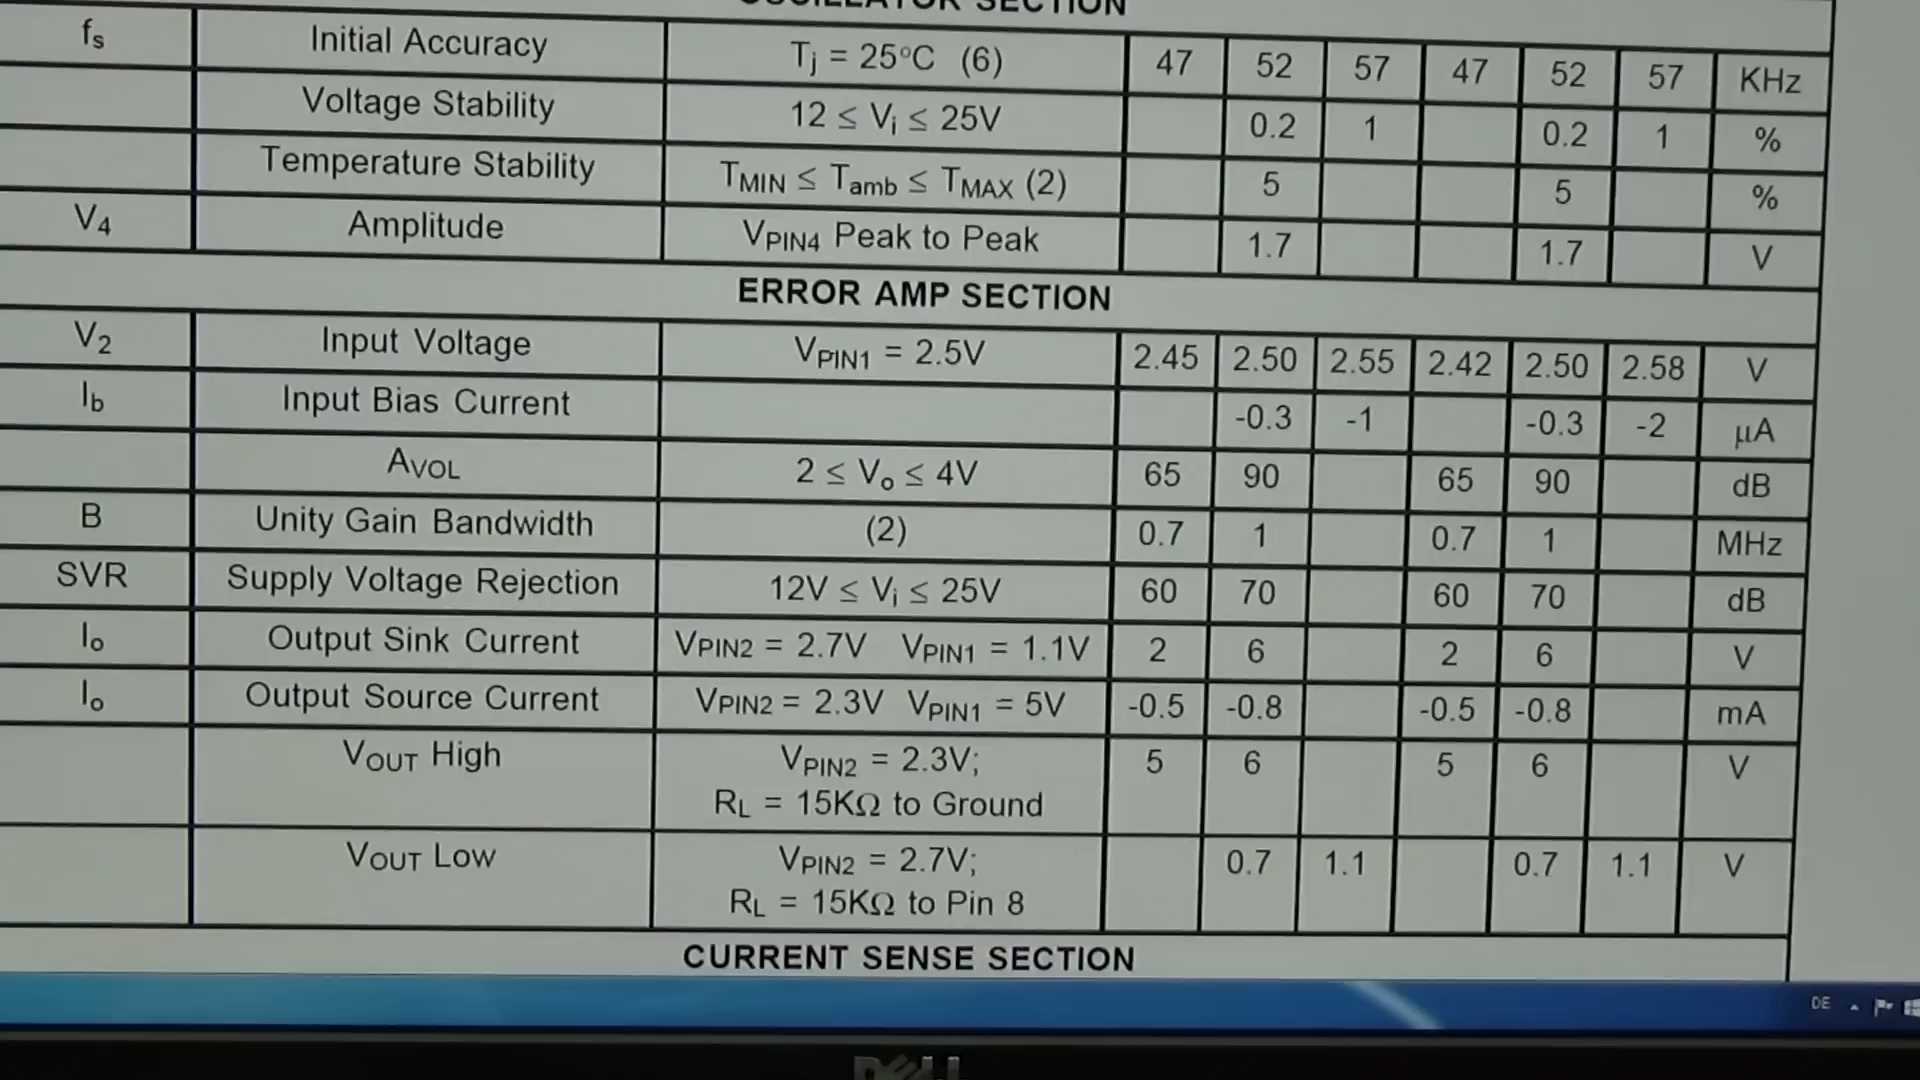 OSCILLATOR SECTION
fs Initial Accuracy Tj = 25°C (6) 47 52 57 47 52 57 KHz
Voltage Stability 12 ≤ Vi ≤ 25V 0.2 1 0.2 1 %
Temperature Stability TMIN ≤ Tamb ≤ TMAX (2) 5 5 %
V4 Amplitude VPIN4 Peak to Peak 1.7 1.7 V
ERROR AMP SECTION
V2 Input Voltage VPIN1 = 2.5V 2.45 2.50 2.55 2.42 2.50 2.58 V
Ib Input Bias Current -0.3 -1 -0.3 -2 µA
AVOL 2 ≤ Vo ≤ 4V 65 90 65 90 dB
B Unity Gain Bandwidth (2) 0.7 1 0.7 1 MHz
SVR Supply Voltage Rejection 12V ≤ Vi ≤ 25V 60 70 60 70 dB
Io Output Sink Current VPIN2 = 2.7V VPIN1 = 1.1V 2 6 2 6 V
Io Output Source Current VPIN2 = 2.3V VPIN1 = 5V -0.5 -0.8 -0.5 -0.8 mA
VOUT High VPIN2 = 2.3V; 5 6 5 6 V
RL = 15KΩ to Ground
VOUT Low VPIN2 = 2.7V; 0.7 1.1 0.7 1.1 V
RL = 15KΩ to Pin 8
CURRENT SENSE SECTION
DE
DELL